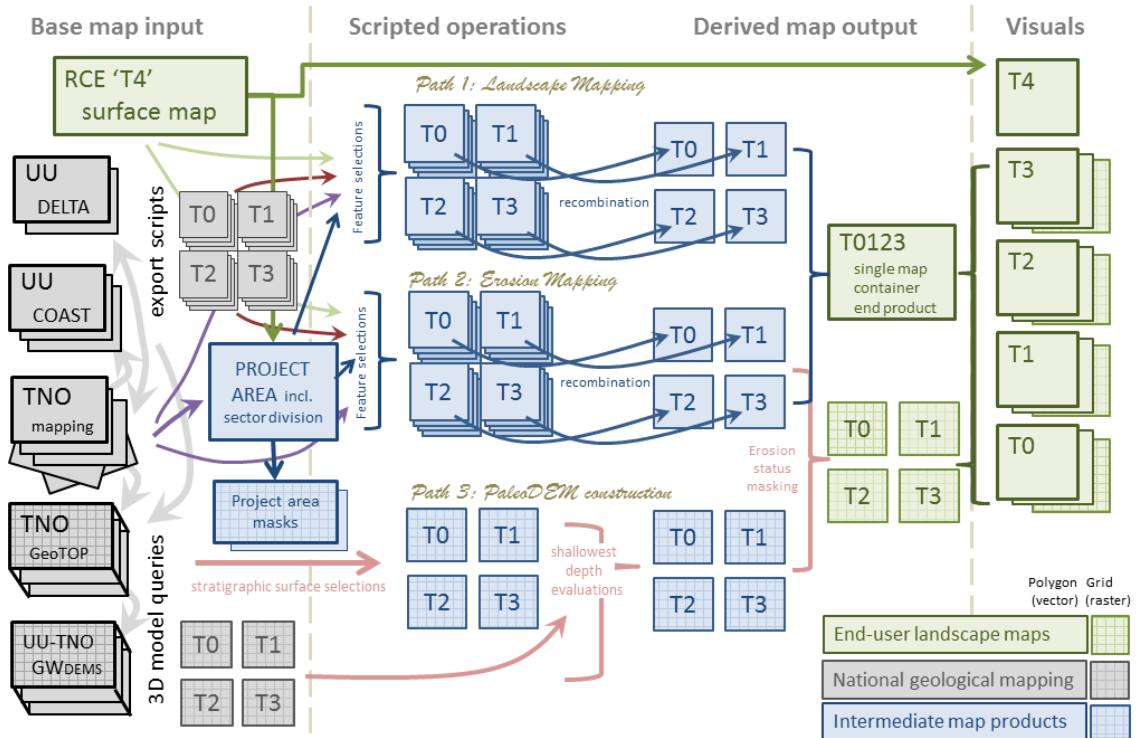 Base map input
Scripted operations
Derived map output
Visuals
RCE ‘T4’
surface map
UU
DELTA
UU
COAST
TNO
mapping
TNO
GeoTOP
UU-TNO
GWDEMS
export scripts
3D model queries
T0
T1
T2
T3
PROJECT
AREA incl.
sector division
Project area
masks
stratigraphic surface selections
T0
T1
T2
T3
Path 1: Landscape Mapping
Feature selections
T0
T1
T2
T3
recombination
T0
T1
T2
T3
Path 2: Erosion Mapping
Feature selections
T0
T1
T2
T3
recombination
T0
T1
T2
T3
Path 3: PaleoDEM construction
T0
T1
T2
T3
shallowest
depth
evaluations
T0
T1
T2
T3
Erosion
status
masking
T0123
single map
container
end product
T0
T1
T2
T3
T4
T3
T2
T1
T0
Polygon Grid
(vector) (raster)
End-user landscape maps
National geological mapping
Intermediate map products